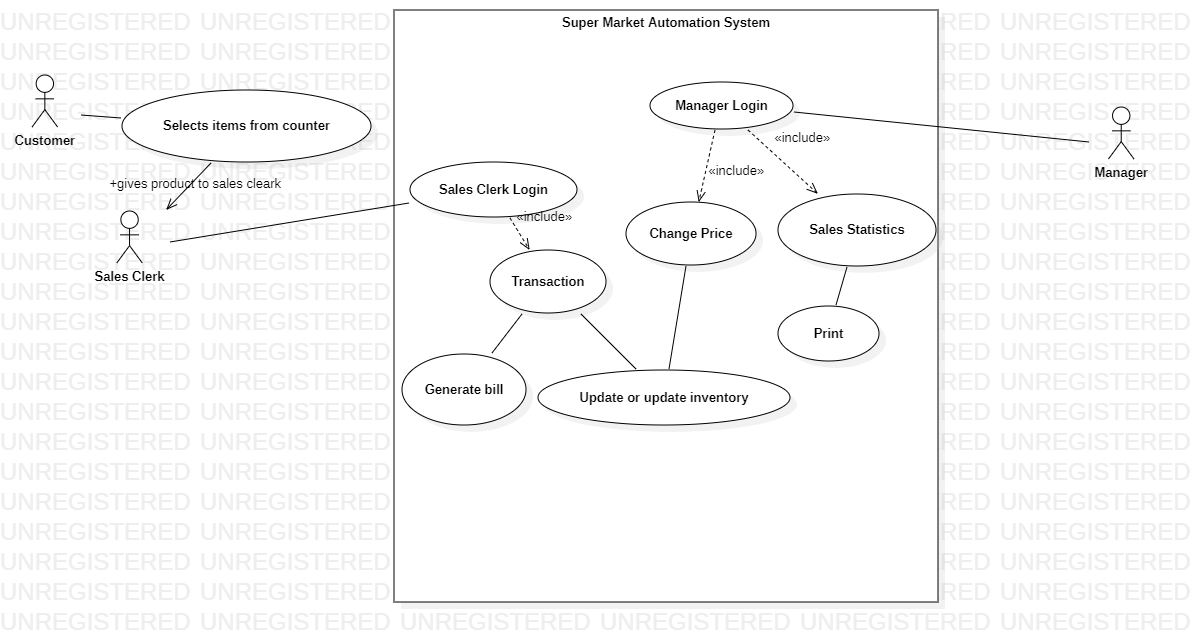 Super Market Automation System
Customer
Selects items from counter
+gives product to sales cleark
Sales Clerk
Manager Login
Manager
«include»
«include»
Sales Clerk Login
«include»
Change Price
Sales Statistics
Transaction
Print
Generate bill
Update or update inventory
UNREGISTERED